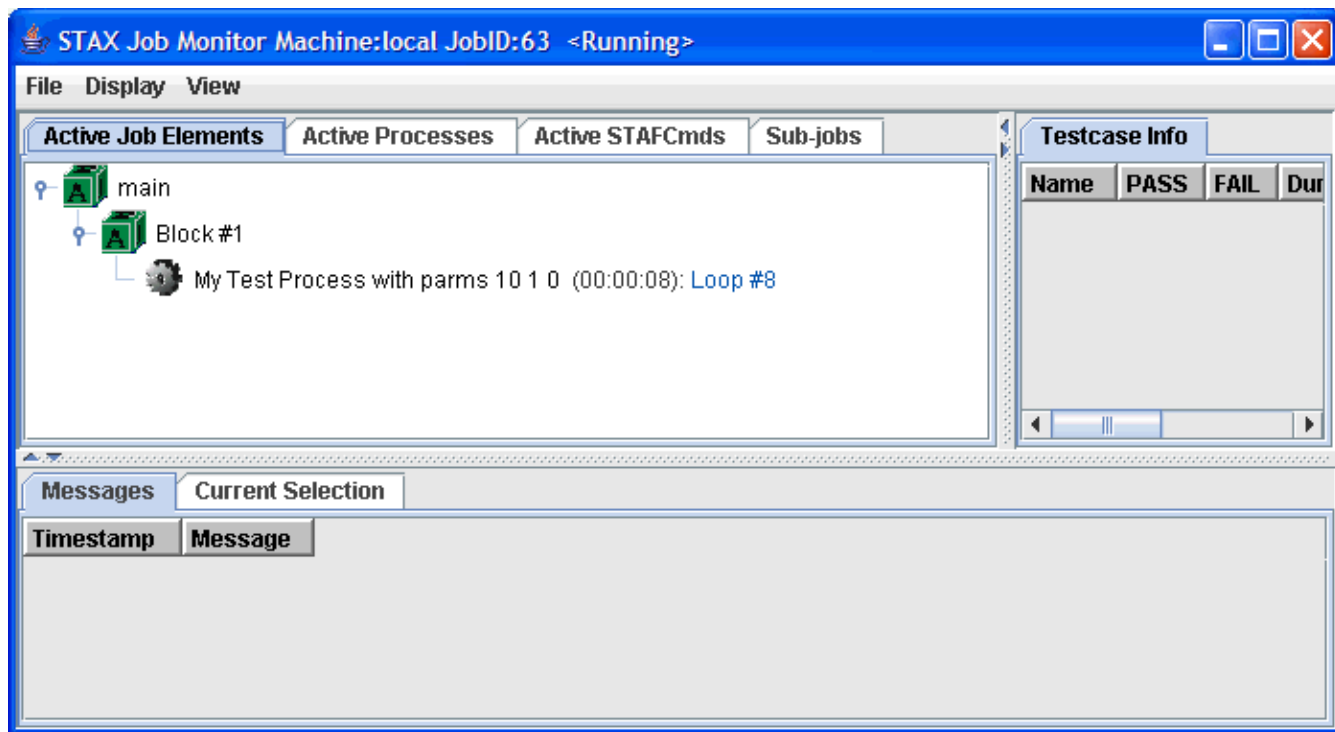 STAX Job Monitor Machine:local JobID:63 <Running>
File Display View
Active Job Elements Active Processes Active STAFCmds Sub-jobs Testcase Info
Name PASS FAIL Dur
A main
A Block #1
My Test Process with parms 10 1 0 (00:00:08): Loop #8
Messages Current Selection
Timestamp Message